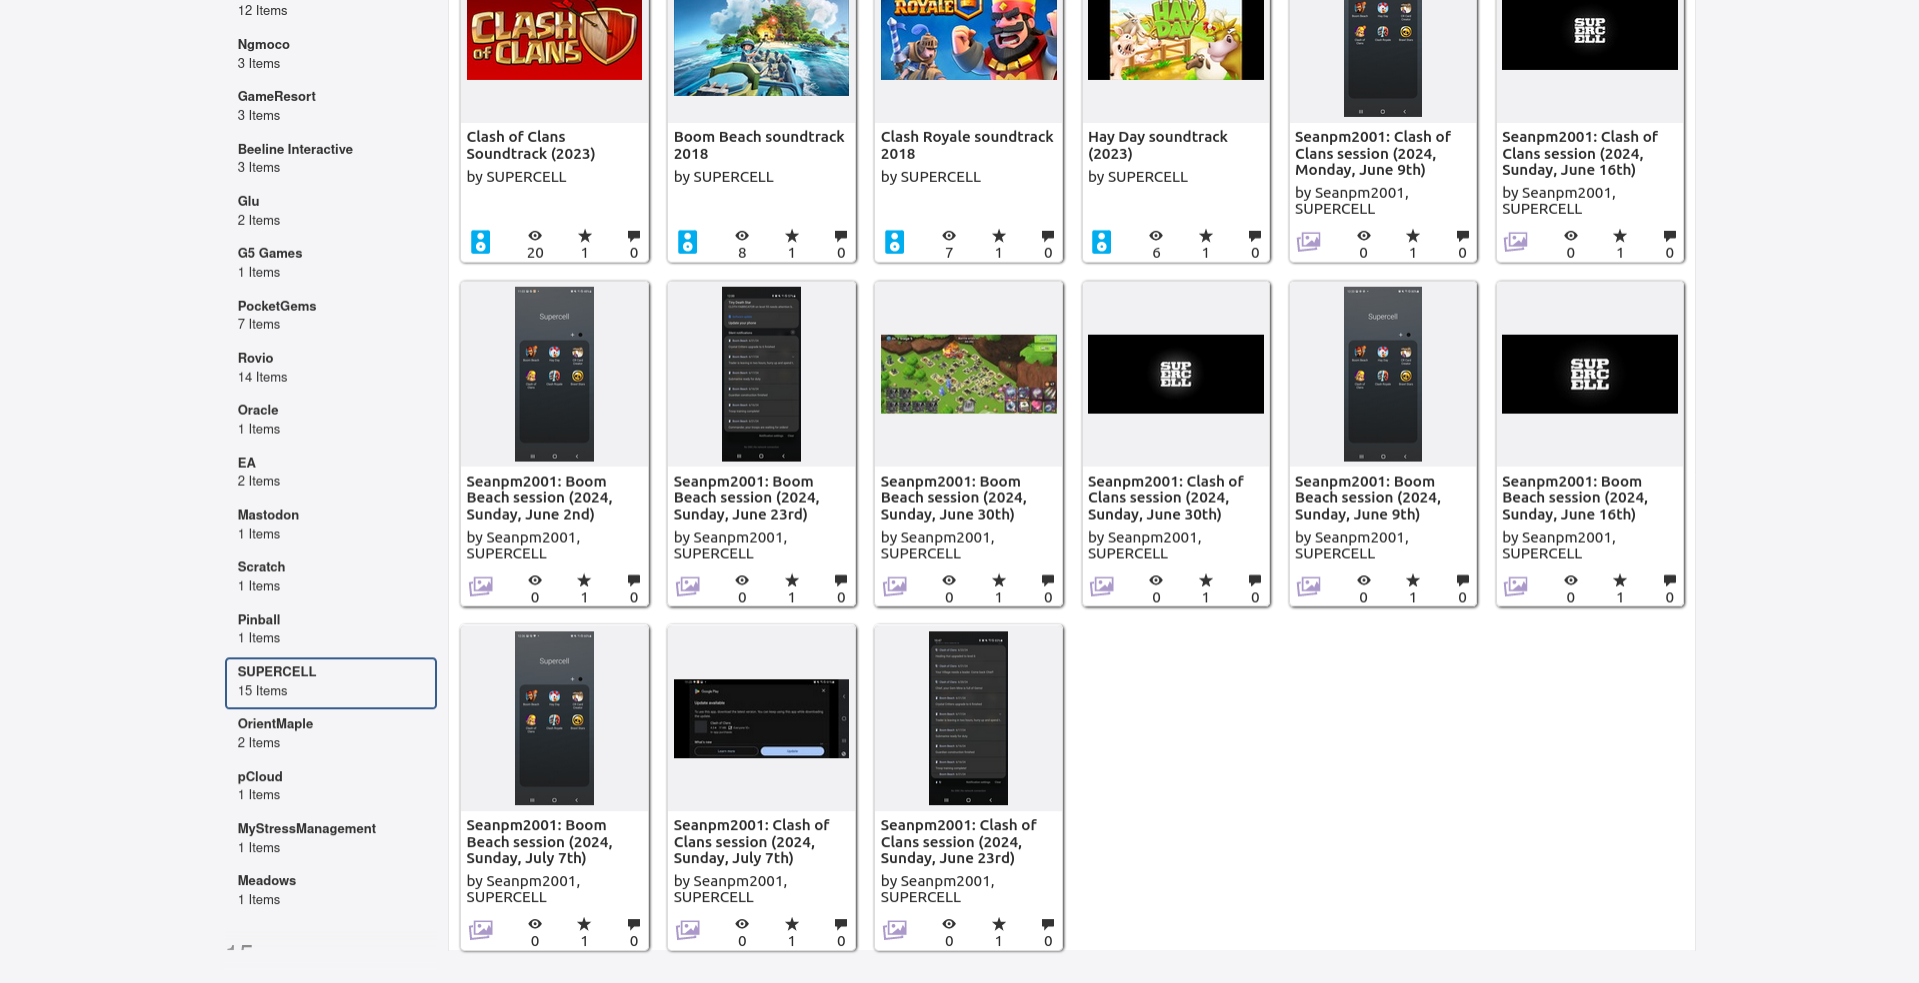 12 Items
Ngmoco
3 Items
GameResort
3 Items
Beeline Interactive
3 Items
Glu
2 Items
G5 Games
1 Items
PocketGems
7 Items
Rovio
14 Items
Oracle
1 Items
EA
2 Items
Mastodon
1 Items
Scratch
1 Items
Pinball
1 Items
SUPERCELL
15 Items
OrientMaple
2 Items
pCloud
1 Items
MyStressManagement
1 Items
Meadows
1 Items
CLASH
OF CLANS
ROYALE
HAY
DAY
SUP
ERC
ELL
Clash of Clans
Soundtrack (2023)
by SUPERCELL
20 1 0
Boom Beach soundtrack
2018
by SUPERCELL
8 1 0
Clash Royale soundtrack
2018
by SUPERCELL
7 1 0
Hay Day soundtrack
(2023)
by SUPERCELL
6 1 0
Seanpm2001: Clash of
Clans session (2024,
Monday, June 9th)
by Seanpm2001,
SUPERCELL
0 1 0
Seanpm2001: Clash of
Clans session (2024,
Sunday, June 16th)
by Seanpm2001,
SUPERCELL
0 1 0
Supercell
Seanpm2001: Boom
Beach session (2024,
Sunday, June 2nd)
by Seanpm2001,
SUPERCELL
0 1 0
Seanpm2001: Boom
Beach session (2024,
Sunday, June 23rd)
by Seanpm2001,
SUPERCELL
0 1 0
Seanpm2001: Boom
Beach session (2024,
Sunday, June 30th)
by Seanpm2001,
SUPERCELL
0 1 0
SUP
ERC
ELL
Seanpm2001: Clash of
Clans session (2024,
Sunday, June 30th)
by Seanpm2001,
SUPERCELL
0 1 0
Supercell
Seanpm2001: Boom
Beach session (2024,
Sunday, June 9th)
by Seanpm2001,
SUPERCELL
0 1 0
SUP
ERC
ELL
Seanpm2001: Boom
Beach session (2024,
Sunday, June 16th)
by Seanpm2001,
SUPERCELL
0 1 0
Supercell
Seanpm2001: Boom
Beach session (2024,
Sunday, July 7th)
by Seanpm2001,
SUPERCELL
0 1 0
Google Play
Update available
Seanpm2001: Clash of
Clans session (2024,
Sunday, July 7th)
by Seanpm2001,
SUPERCELL
0 1 0
Seanpm2001: Clash of
Clans session (2024,
Sunday, June 23rd)
by Seanpm2001,
SUPERCELL
0 1 0